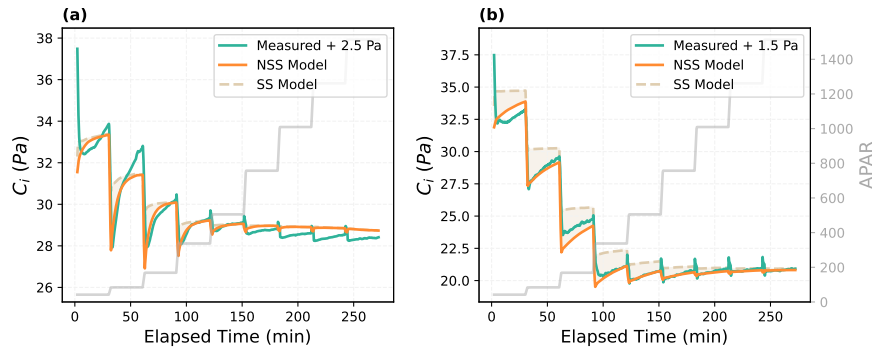 (a)
(b)
38
36
34
32
30
28
26
0
50
100
150
200
250
Elapsed Time (min)
C_i (Pa)
Measured + 2.5 Pa
NSS Model
SS Model
37.5
35.0
32.5
30.0
27.5
25.0
22.5
20.0
0
50
100
150
200
250
Elapsed Time (min)
C_i (Pa)
Measured + 1.5 Pa
NSS Model
SS Model
1400
1200
1000
800
600
400
200
0
APAR